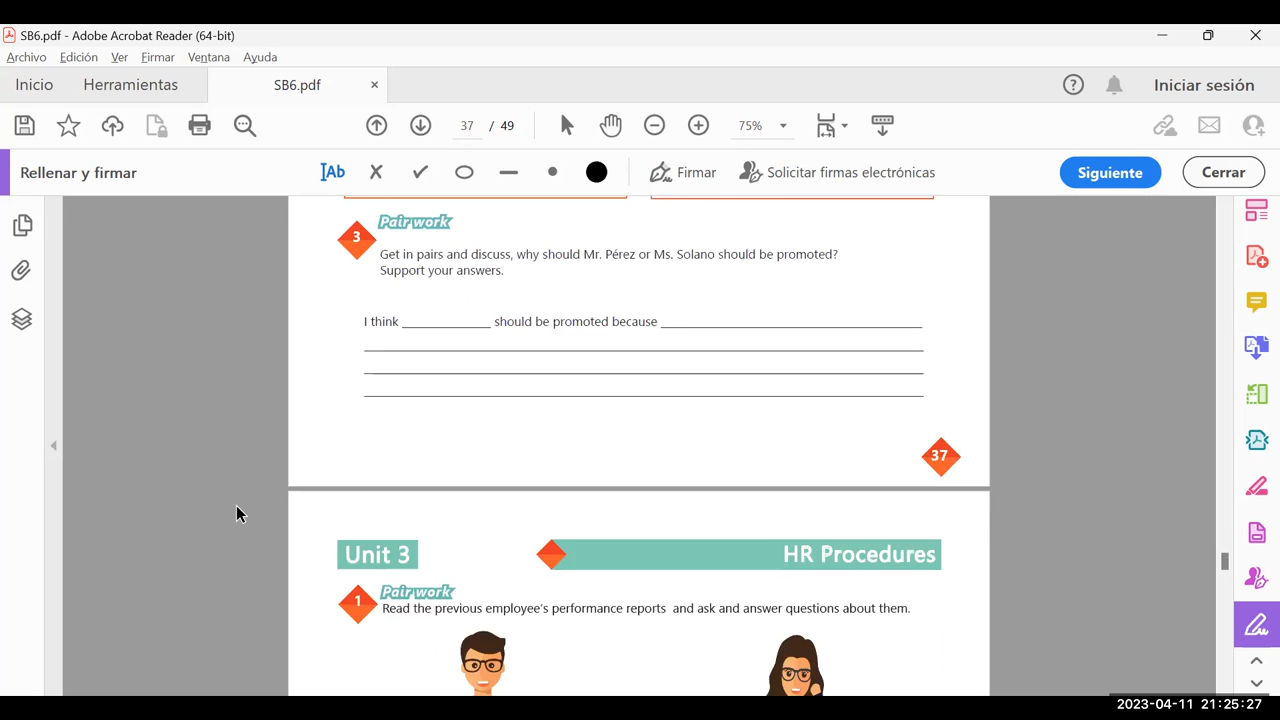 SB6.pdf - Adobe Acrobat Reader (64-bit)
Archivo Edición Ver Firmar Ventana Ayuda
Inicio Herramientas SB6.pdf Iniciar sesión
37 / 49 75%
Rellenar y firmar Ab Firmar Solicitar firmas electrónicas Siguiente Cerrar
Pair work
3
Get in pairs and discuss, why should Mr. Pérez or Ms. Solano should be promoted?
Support your answers.
I think ______________ should be promoted because ______________
37
Unit 3 HR Procedures
Pair work
1
Read the previous employee's performance reports and ask and answer questions about them.
2023-04-11 21:25:27